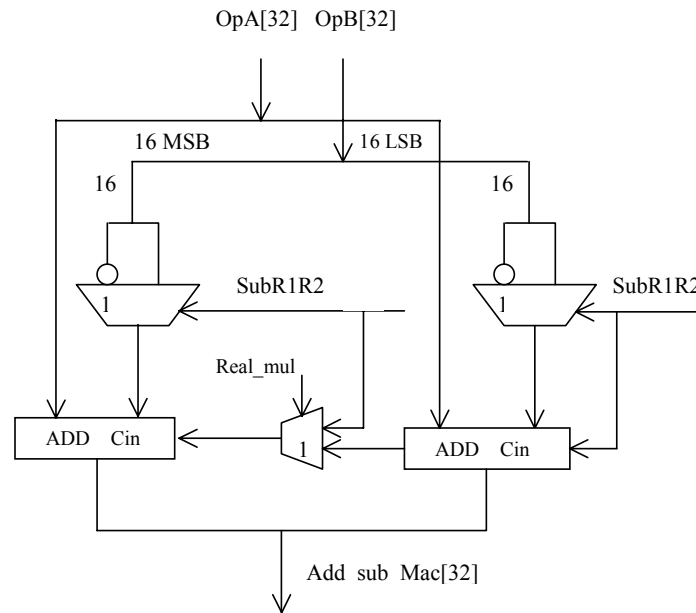 OpA[32] OpB[32]
16 MSB
16 LSB
16
16
1
SubR1R2
1
SubR1R2
Real_mul
ADD Cin
1
ADD Cin
Add sub Mac[32]